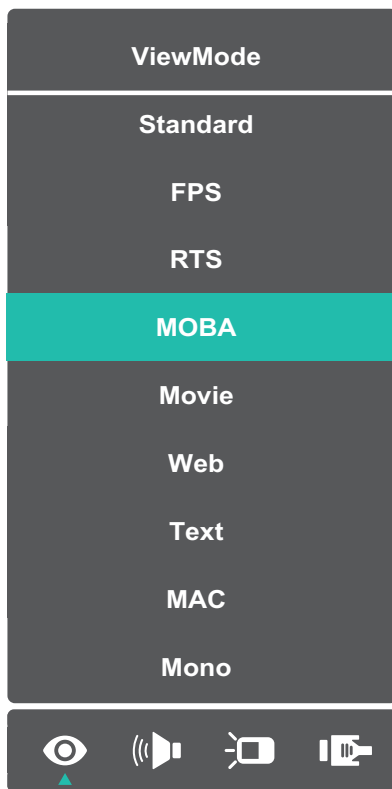 ViewMode
Standard
FPS
RTS
MOBA
Movie
Web
Text
MAC
Mono